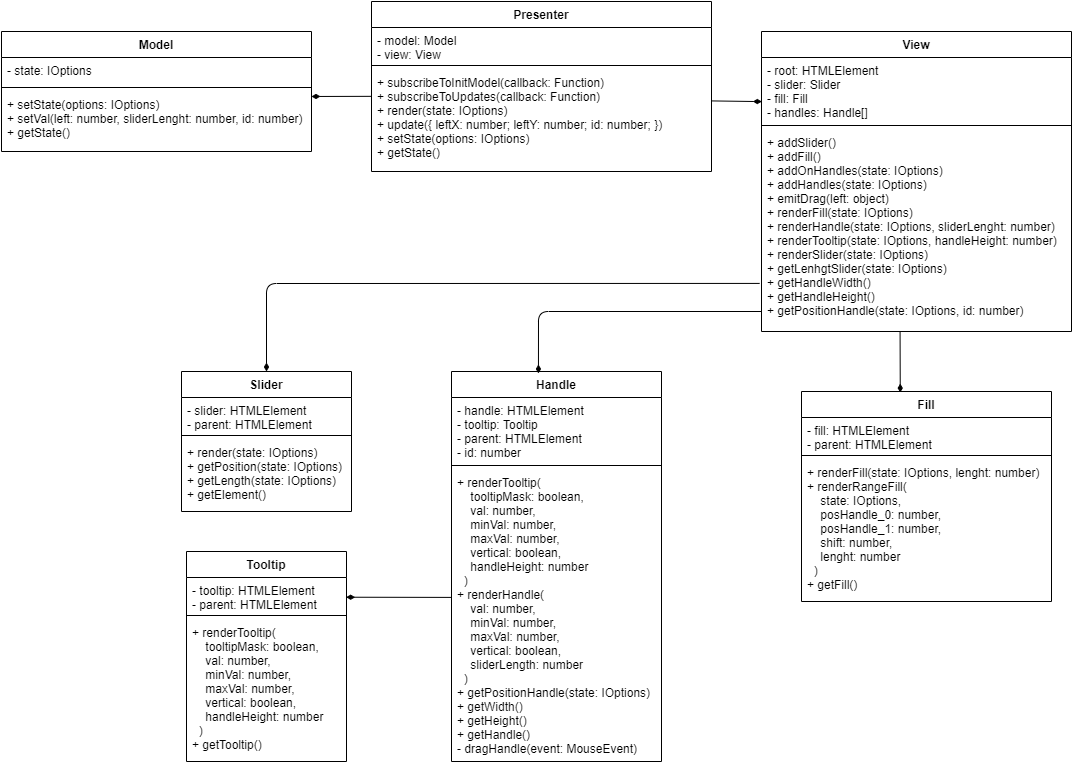 Model
- state: IOptions
+ setState(options: IOptions)
+ setVal(left: number, sliderLenght: number, id: number)
+ getState()
Presenter
- model: Model
- view: View
+ subscribeToInitModel(callback: Function)
+ subscribeToUpdates(callback: Function)
+ render(state: IOptions)
+ update({ leftX: number; leftY: number; id: number; })
+ setState(options: IOptions)
+ getState()
View
- root: HTMLElement
- slider: Slider
- fill: Fill
- handles: Handle[]
+ addSlider()
+ addFill()
+ addOnHandles(state: IOptions)
+ addHandles(state: IOptions)
+ emitDrag(left: object)
+ renderFill(state: IOptions)
+ renderHandle(state: IOptions, sliderLenght: number)
+ renderTooltip(state: IOptions, handleHeight: number)
+ renderSlider(state: IOptions)
+ getLenhgtSlider(state: IOptions)
+ getHandleWidth()
+ getHandleHeight()
+ getPositionHandle(state: IOptions, id: number)
Slider
- slider: HTMLElement
- parent: HTMLElement
+ render(state: IOptions)
+ getPosition(state: IOptions)
+ getLength(state: IOptions)
+ getElement()
Handle
- handle: HTMLElement
- tooltip: Tooltip
- parent: HTMLElement
- id: number
+ renderTooltip(
tooltipMask: boolean,
val: number,
minVal: number,
maxVal: number,
vertical: boolean,
handleHeight: number
)
+ renderHandle(
val: number,
minVal: number,
maxVal: number,
vertical: boolean,
sliderLength: number
)
+ getPositionHandle(state: IOptions)
+ getWidth()
+ getHeight()
+ getHandle()
- dragHandle(event: MouseEvent)
Fill
- fill: HTMLElement
- parent: HTMLElement
+ renderFill(state: IOptions, lenght: number)
+ renderRangeFill(
state: IOptions,
posHandle_0: number,
posHandle_1: number,
shift: number,
lenght: number
)
+ getFill()
Tooltip
- tooltip: HTMLElement
- parent: HTMLElement
+ renderTooltip(
tooltipMask: boolean,
val: number,
minVal: number,
maxVal: number,
vertical: boolean,
handleHeight: number
)
+ getTooltip()